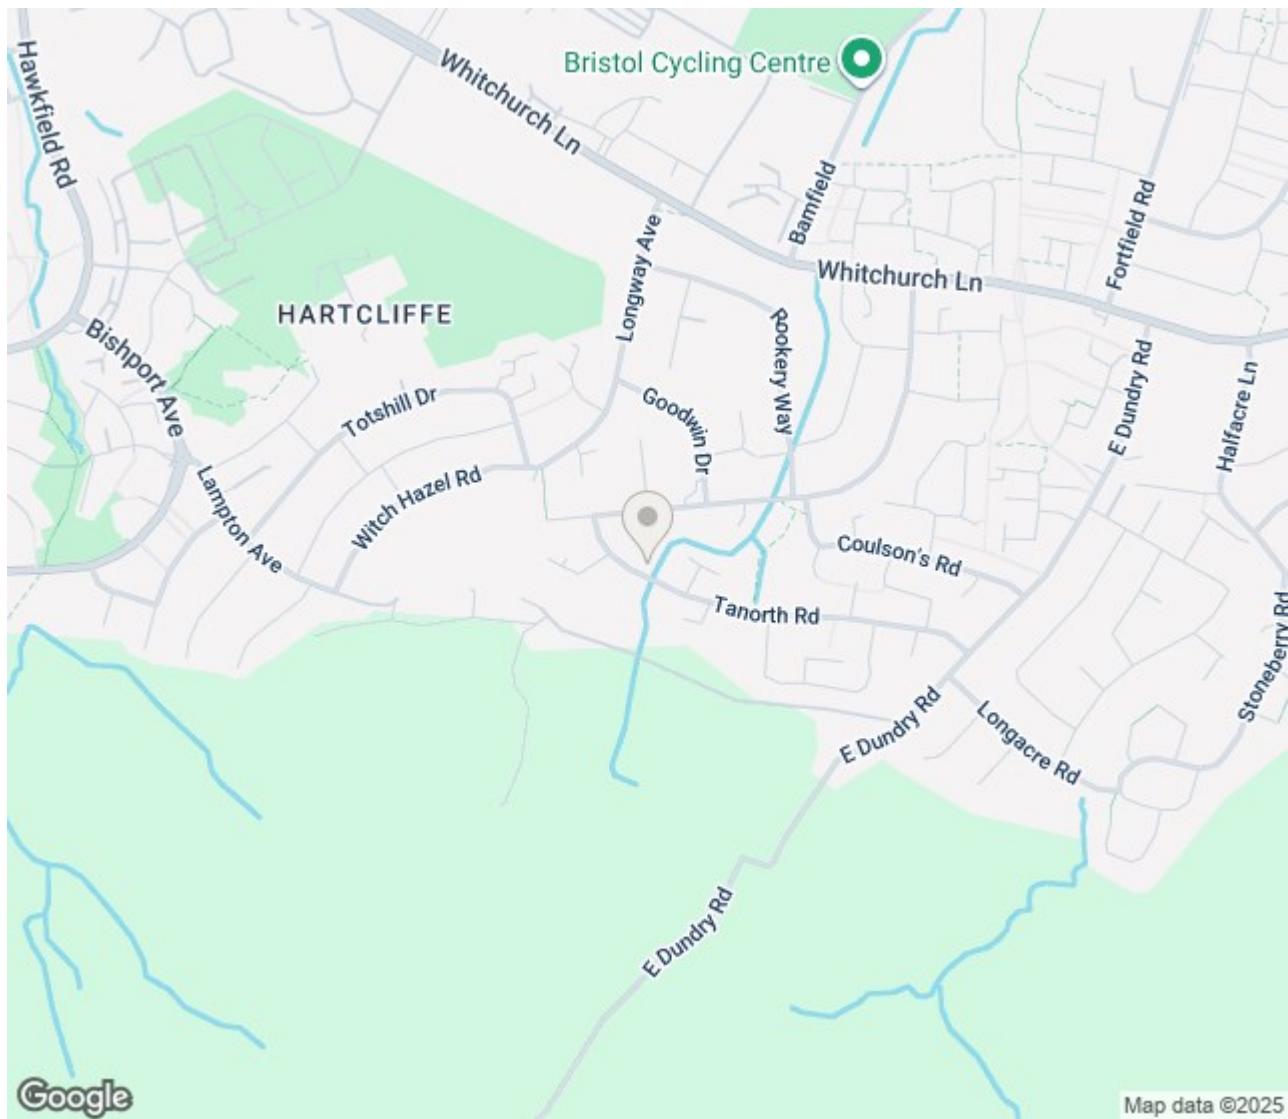 Hawkfield Rd
Whitchurch Ln
Bristol Cycling Centre
Bamfield
Fortfield Rd
Whitchurch Ln
Longway Ave
HARTCLIFFE
Bishport Ave
Rookery Way
E Dundry Rd
Halfacre Ln
Totshill Dr
Goodwin Dr
Witch Hazel Rd
Lampton Ave
Coulson's Rd
Tanorth Rd
Stoneberry Rd
E Dundry Rd
Longacre Rd
E Dundry Rd
Google
Map data ©2025